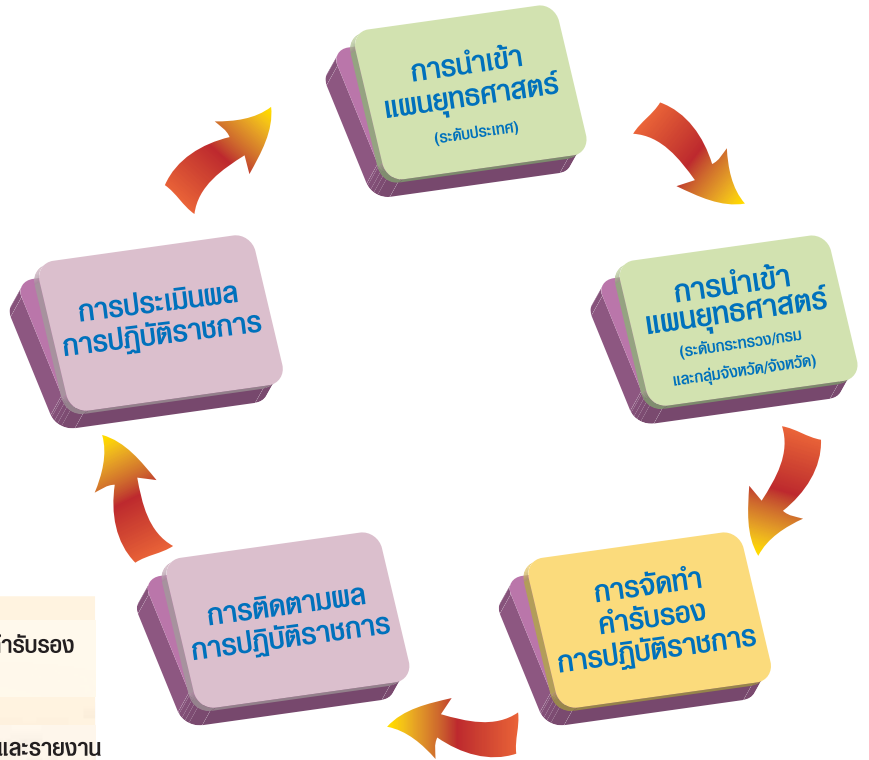 การนำเข้า
แผนยุทธศาสตร์
(ระดับประเทศ)
การนำเข้า
แผนยุทธศาสตร์
(ระดับกระทรวง/กรม
และกลุ่มจังหวัด/จังหวัด)
การจัดทำ
คำรับรอง
การปฏิบัติราชการ
การติดตามผล
การปฏิบัติราชการ
การประเมินผล
การปฏิบัติราชการ
คำรับรอง
และรายงาน